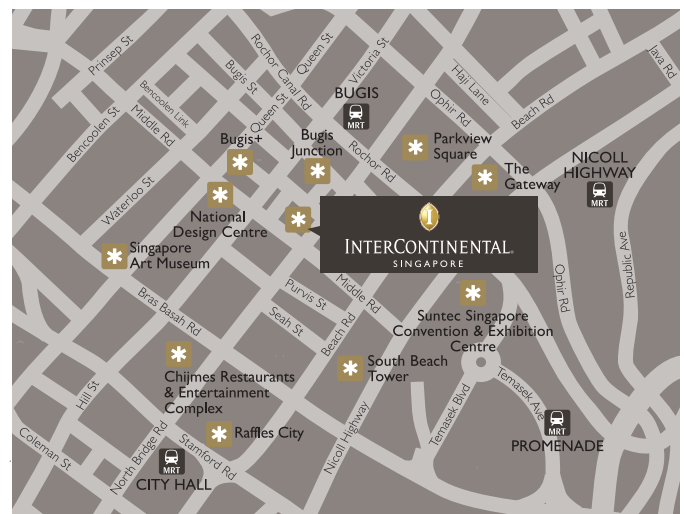 Prinsep St
Rochor Canal Rd
Queen St
Victoria St
Java Rd
Bugis St
Haji Lane
Bencoolen Link
BUGIS
MRT
Ophir Rd
Beach Rd
Bencoolen St
Middle Rd
Queen St
Bugis+
Bugis
Junction
Rochor Rd
Parkview
Square
The
Gateway
NICOLL
HIGHWAY
MRT
Waterloo St
National
Design Centre
INTERCONTINENTAL®
SINGAPORE
Singapore
Art Museum
Republic Ave
Ophir Rd
Bras Basah Rd
Purvis St
Middle Rd
Seah St
Beach Rd
Suntec Singapore
Convention & Exhibition
Centre
South Beach
Tower
Chijmes Restaurants
& Entertainment
Complex
Hill St
Temasek Blvd
Temasek Ave
Nicoll Highway
Raffles City
PROMENADE
MRT
Coleman St
North Bridge Rd
Stamford Rd
MRT
CITY HALL